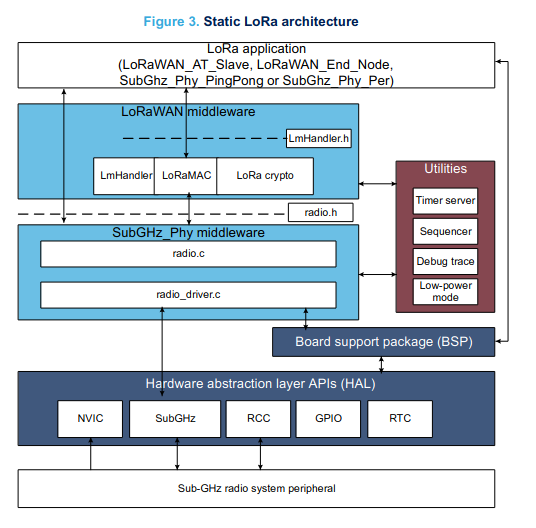 Figure 3. Static LoRa architecture
LoRa application
(LoRaWAN_AT_Slave, LoRaWAN_End_Node,
SubGhz_Phy_PingPong or SubGhz_Phy_Per)
LoRaWAN middleware
LmHandler.h
LmHandler
LoRaMAC
LoRa crypto
Utilities
Timer server
Sequencer
Debug trace
Low-power
mode
radio.h
SubGHz_Phy middleware
radio.c
radio_driver.c
Board support package (BSP)
Hardware abstraction layer APIs (HAL)
NVIC
SubGHz
RCC
GPIO
RTC
Sub-GHz radio system peripheral